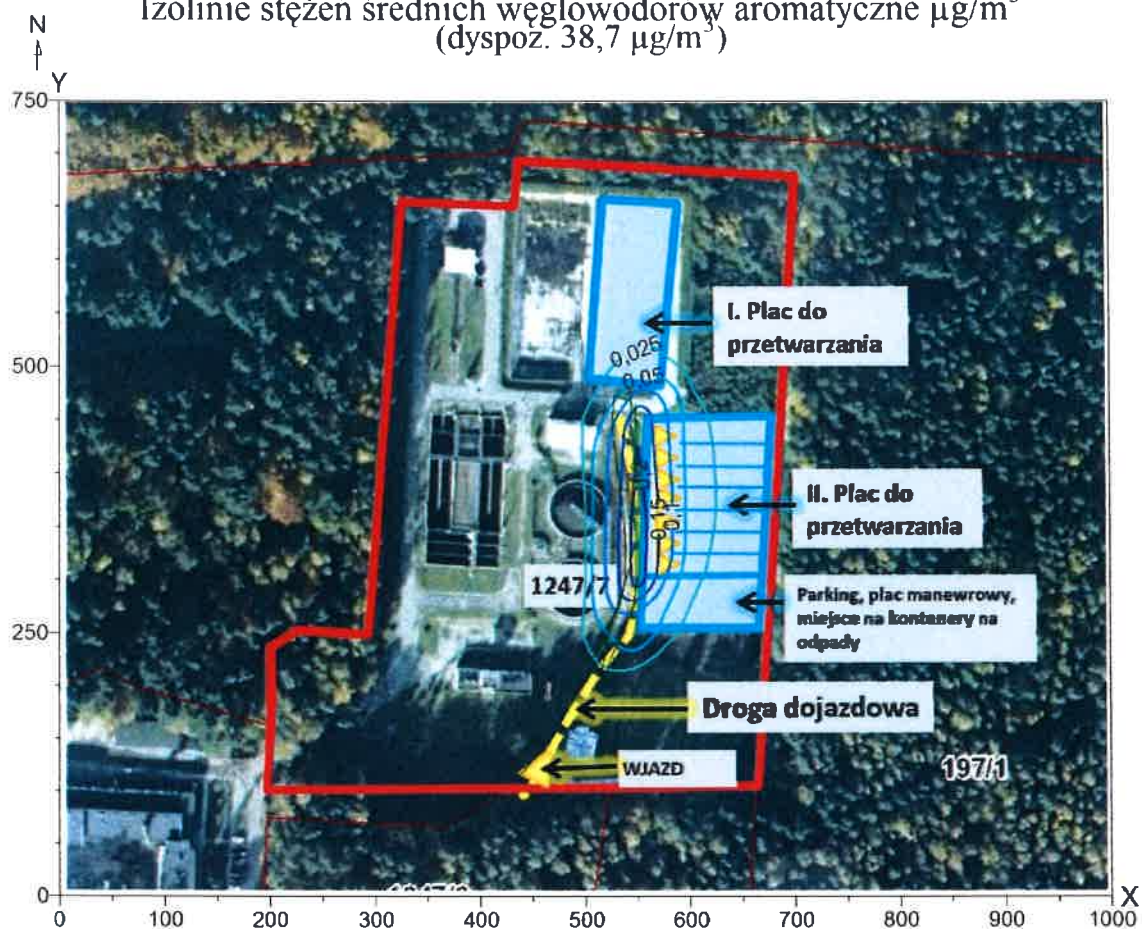 Izolinie stężeń średnich węglowodorów aromatyczne µg/m³
(dyspoz. 38,7 µg/m³)
N
Y
750
500
250
0
I. Plac do
przetwarzania
0,025
0,05
0,15
0,1
II. Plac do
przetwarzania
1247/7
Parking, plac manewrowy,
miejsce na kontenery na
odpady
Droga dojazdowa
WJAZD
197/1
0 100 200 300 400 500 600 700 800 900 1000 X